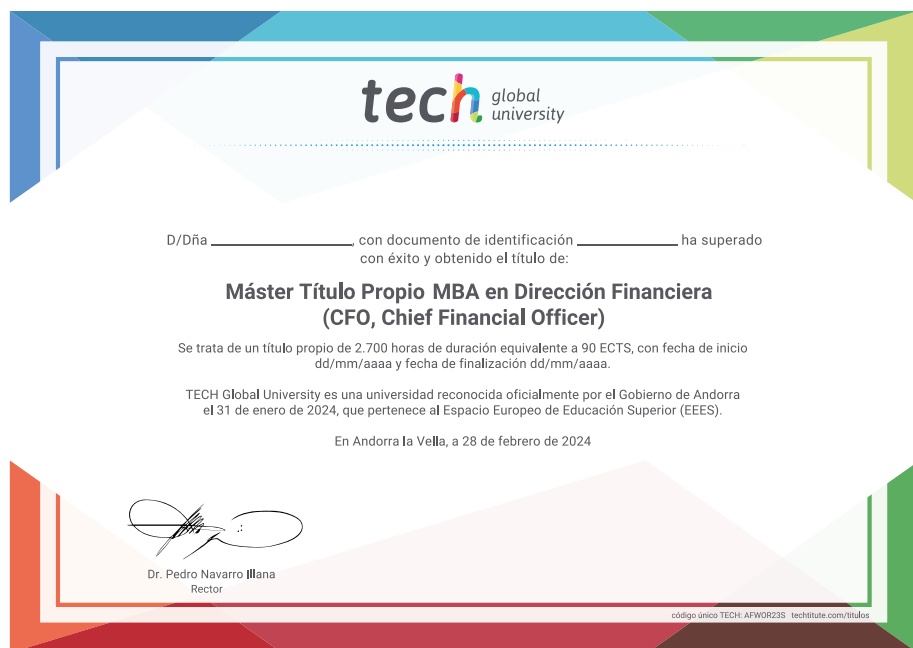 tech global
university
D/Dña ______________, con documento de identificación __________ ha superado
con éxito y obtenido el título de:
Máster Título Propio MBA en Dirección Financiera
(CFO, Chief Financial Officer)
Se trata de un título propio de 2.700 horas de duración equivalente a 90 ECTS, con fecha de inicio
dd/mm/aaaa y fecha de finalización dd/mm/aaaa.
TECH Global University es una universidad reconocida oficialmente por el Gobierno de Andorra
el 31 de enero de 2024, que pertenece al Espacio Europeo de Educación Superior (EEES).
En Andorra la Vella, a 28 de febrero de 2024
Dr. Pedro Navarro Illana
Rector
código único TECH: AFWOR23S techtitute.com/titulos